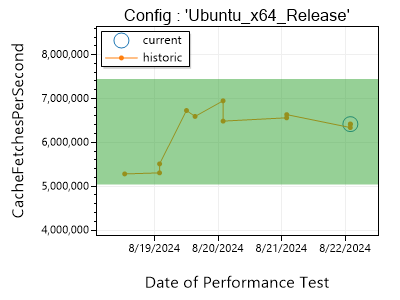 Config : 'Ubuntu_x64_Release'
current
historic
CacheFetchesPerSecond
8,000,000
7,000,000
6,000,000
5,000,000
4,000,000
8/19/2024 8/20/2024 8/21/2024 8/22/2024
Date of Performance Test